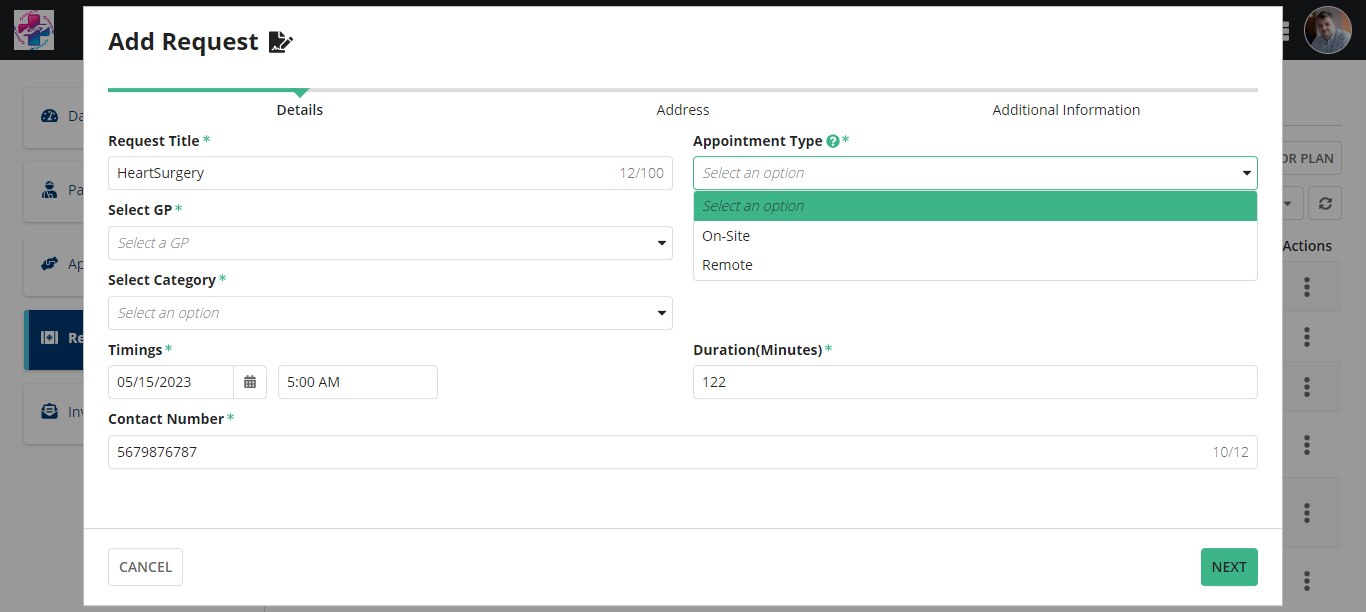 Add Request
Details
Address
Additional Information
Request Title *
HeartSurgery
12/100
Appointment Type ? *
Select an option
Select an option
On-Site
Remote
Select GP *
Select a GP
Select Category *
Select an option
Timings *
05/15/2023
5:00 AM
Duration(Minutes) *
122
Contact Number *
5679876787
10/12
CANCEL
NEXT
Da
Pa
Ap
Re
Inv
OR PLAN
Actions